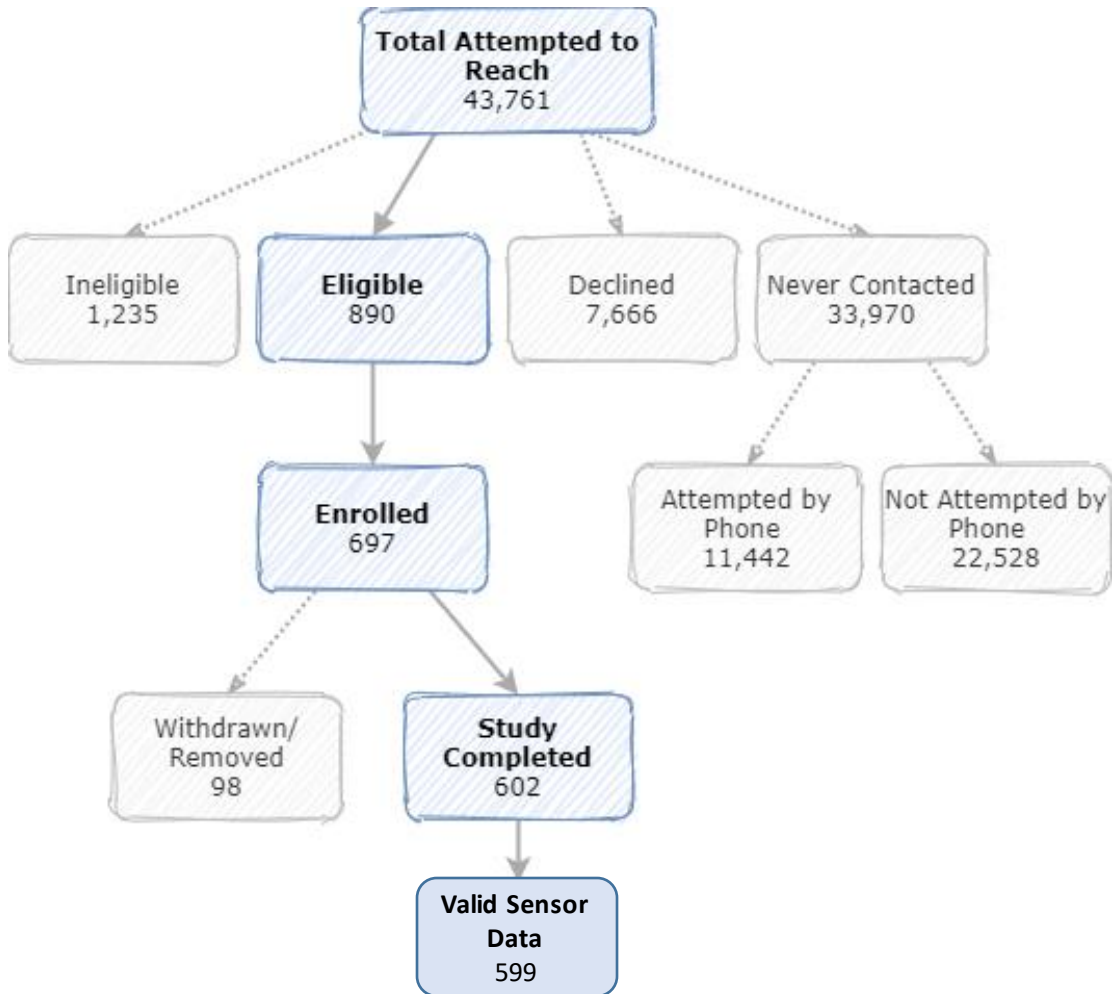 Total Attempted to
Reach
43,761
Ineligible
1,235
Eligible
890
Declined
7,666
Never Contacted
33,970
Enrolled
697
Attempted by
Phone
11,442
Not Attempted by
Phone
22,528
Withdrawn/
Removed
98
Study
Completed
602
Valid Sensor
Data
599